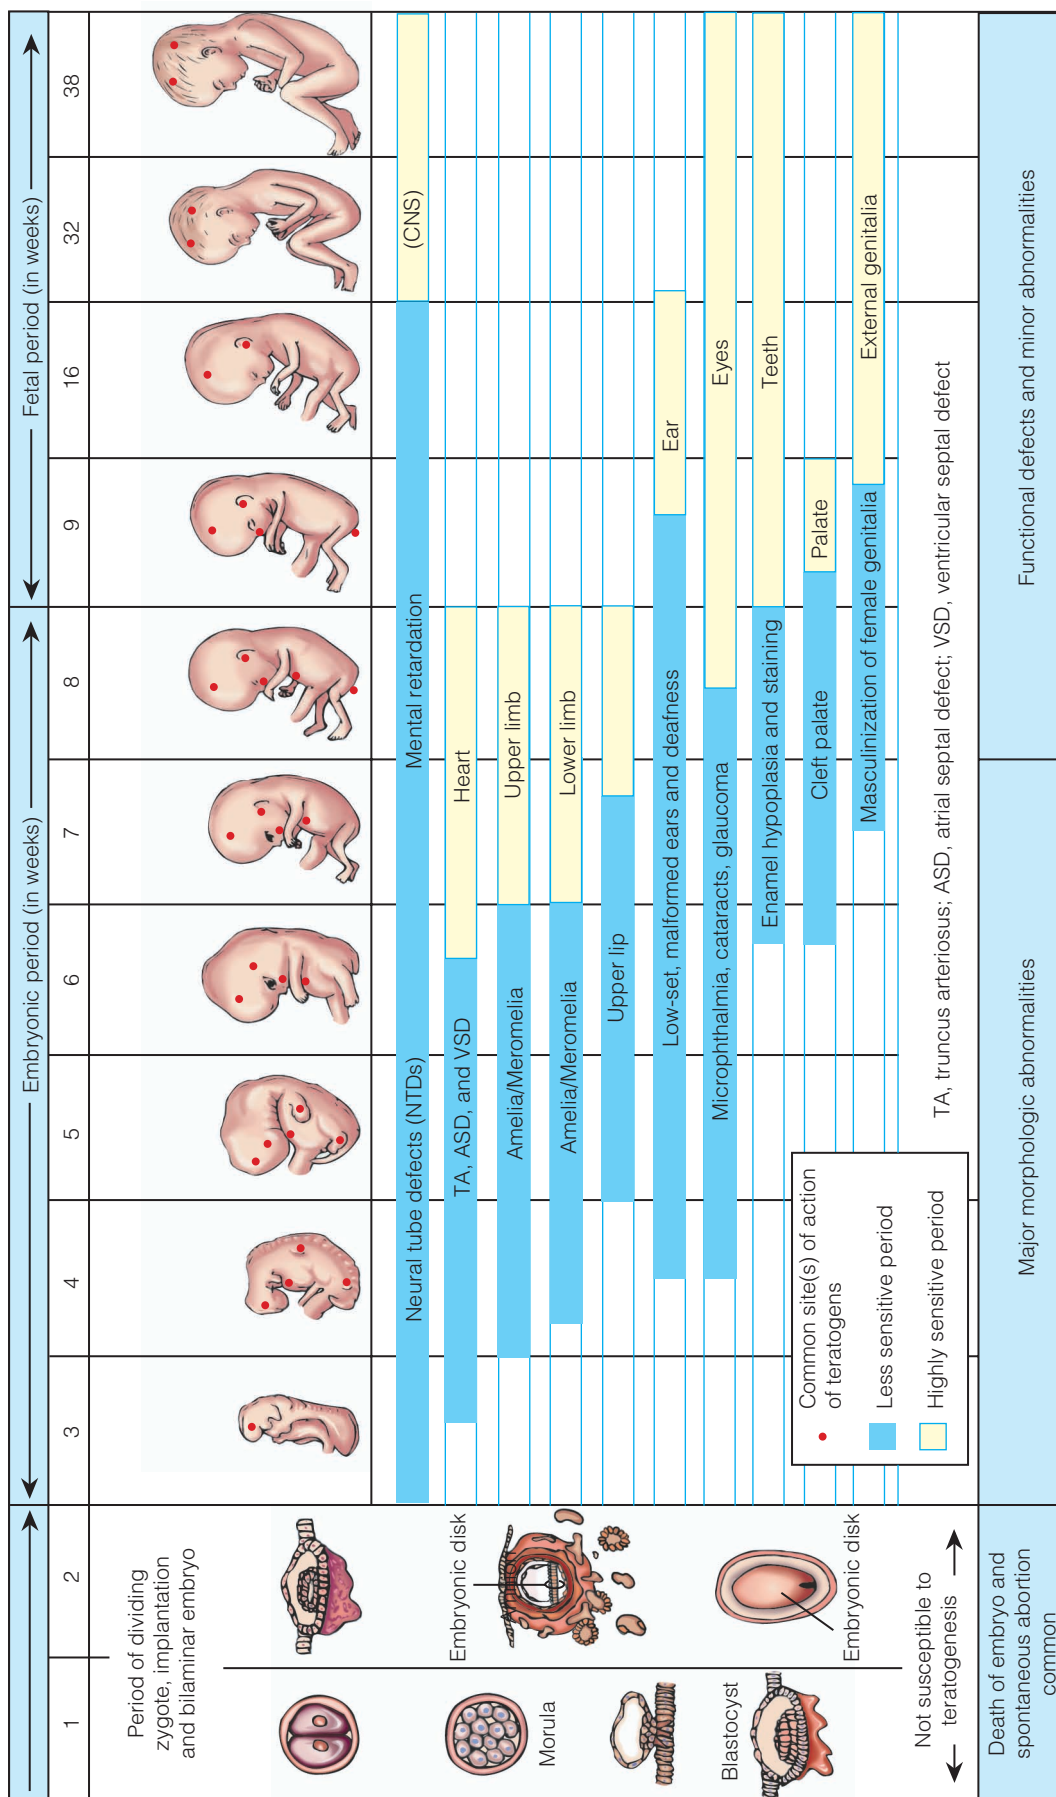 Embryonic period (in weeks)
Fetal period (in weeks)
1
2
3
4
5
6
7
8
9
16
32
38
Period of dividing
zygote, implantation
and bilaminar embryo
Morula
Blastocyst
Embryonic disk
Embryonic disk
Not susceptible to
teratogenesis
Neural tube defects (NTDs)
Mental retardation
(CNS)
TA, ASD, and VSD
Heart
Amelia/Meromelia
Upper limb
Amelia/Meromelia
Lower limb
Upper lip
Low-set, malformed ears and deafness
Ear
Microphthalmia, cataracts, glaucoma
Eyes
Enamel hypoplasia and staining
Teeth
Cleft palate
Palate
Masculinization of female genitalia
External genitalia
Common site(s) of action
of teratogens
Less sensitive period
Highly sensitive period
TA, truncus arteriosus; ASD, atrial septal defect; VSD, ventricular septal defect
Death of embryo and
spontaneous abortion
common
Major morphologic abnormalities
Functional defects and minor abnormalities